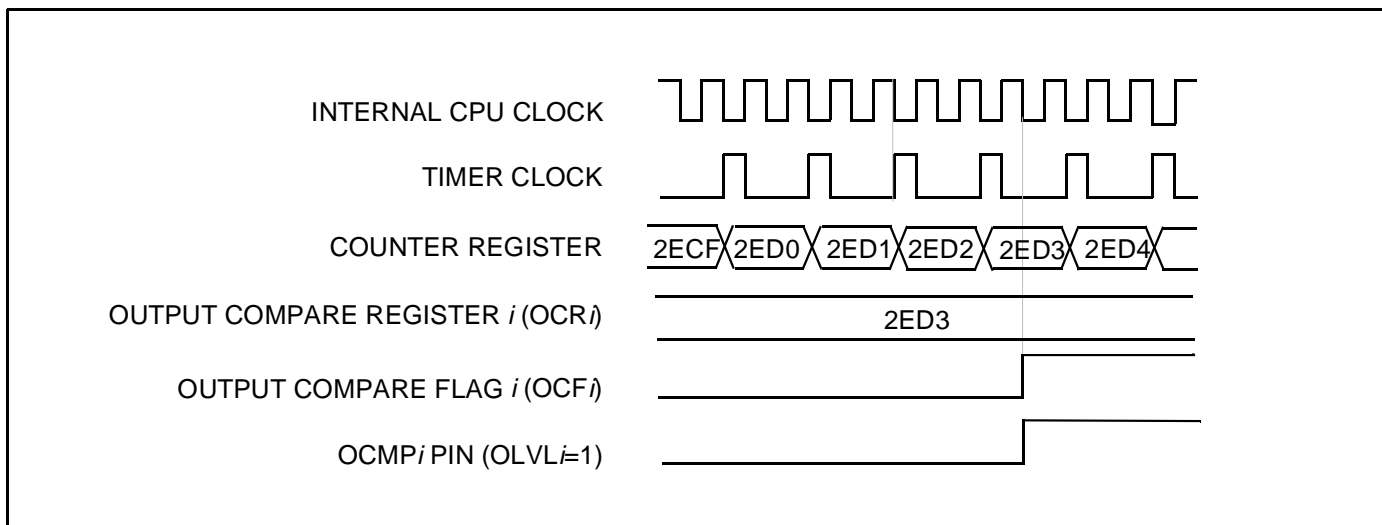 INTERNAL CPU CLOCK
TIMER CLOCK
COUNTER REGISTER 2ECF 2ED0 2ED1 2ED2 2ED3 2ED4
OUTPUT COMPARE REGISTER i (OCRi) 2ED3
OUTPUT COMPARE FLAG i (OCFi)
OCMPi PIN (OLVLi=1)